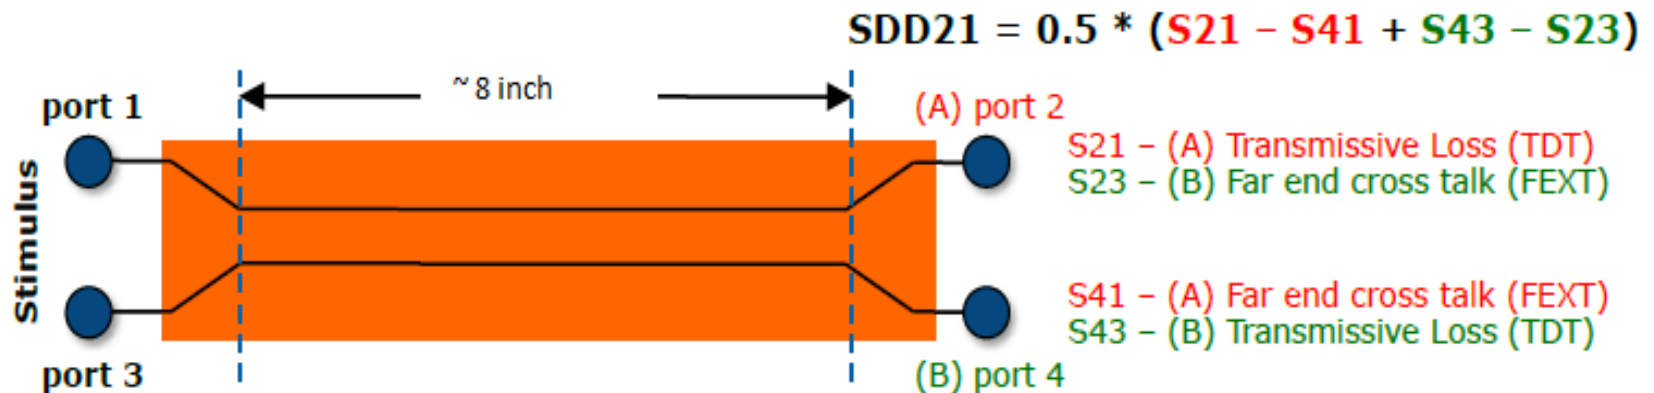 SDD21 = 0.5 * (S21 – S41 + S43 – S23)
~ 8 inch
port 1
(A) port 2
S21 – (A) Transmissive Loss (TDT)
S23 – (B) Far end cross talk (FEXT)
Stimulus
S41 – (A) Far end cross talk (FEXT)
S43 – (B) Transmissive Loss (TDT)
port 3
(B) port 4